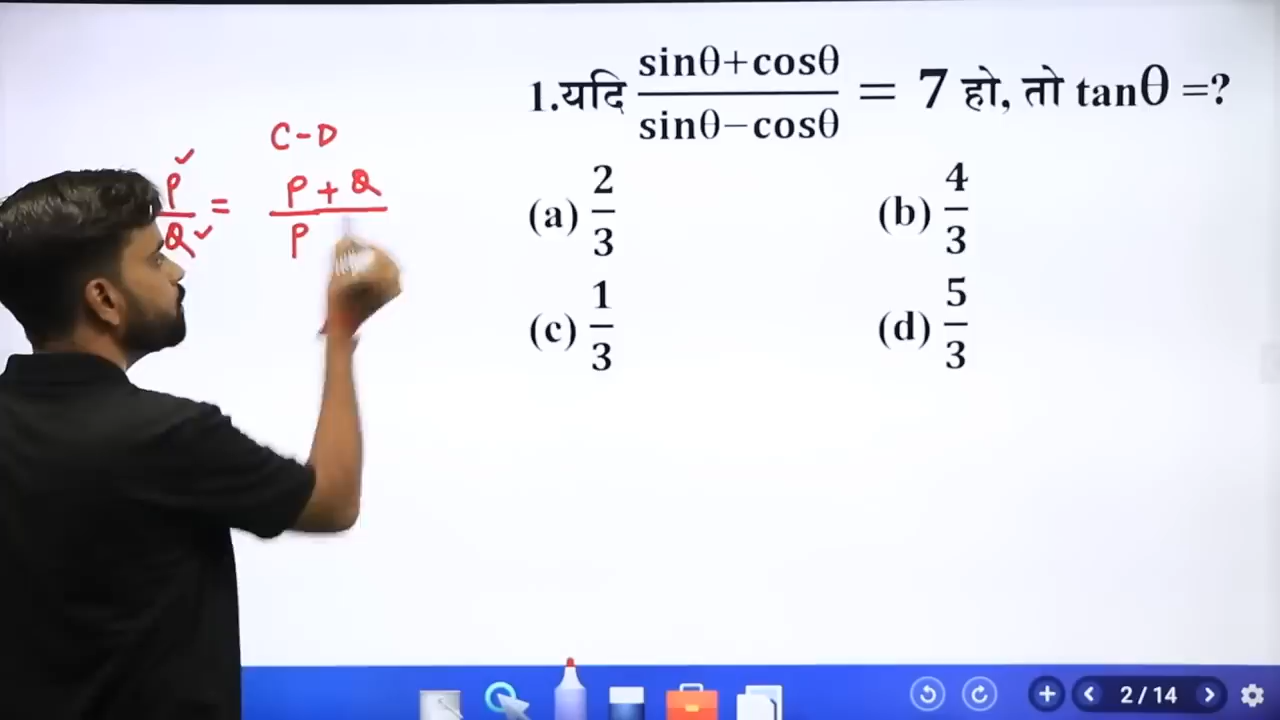 1.यदि sinθ+cosθ / sinθ−cosθ = 7 हो, तो tanθ =?
(a) 2/3
(b) 4/3
(c) 1/3
(d) 5/3
C-D
P/Q = P+Q / P
2 / 14